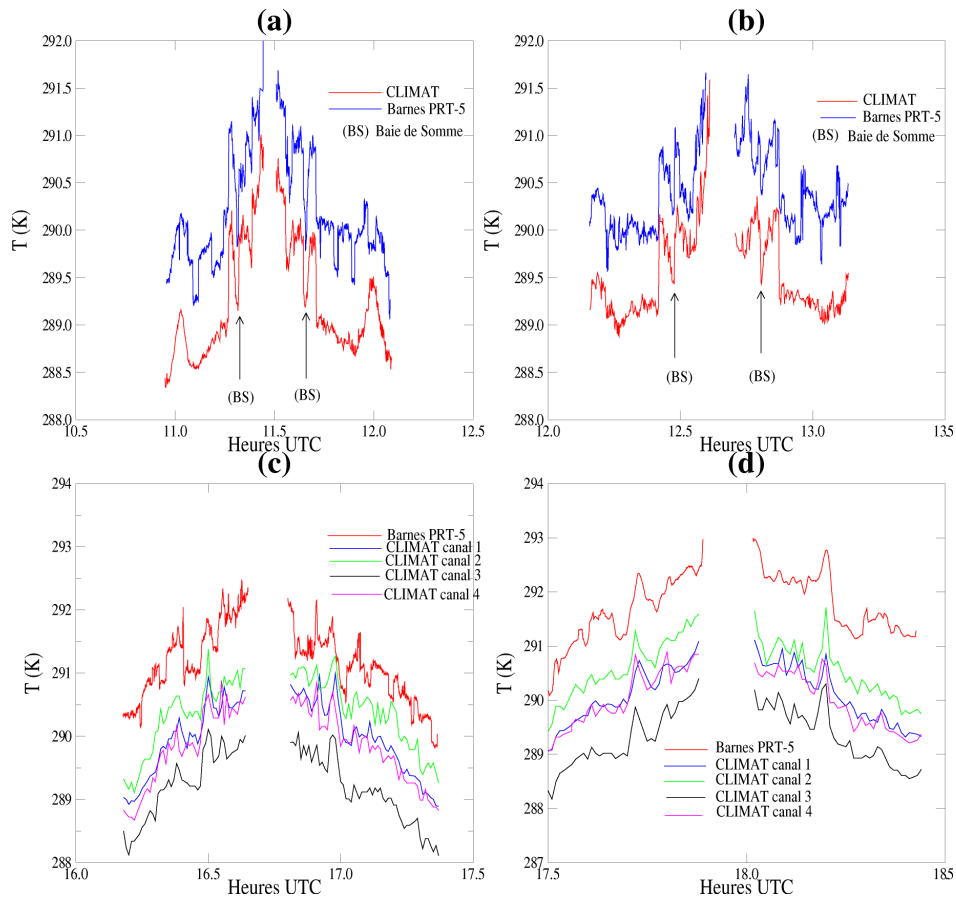 (a)
292.0
291.5
291.0
290.5
290.0
289.5
289.0
288.5
288.0
T (K)
CLIMAT
Barnes PRT-5
(BS) Baie de Somme
(BS)
(BS)
10.5 11.0 11.5 12.0 12.5
Heures UTC
(b)
292.0
291.5
291.0
290.5
290.0
289.5
289.0
288.5
288.0
T (K)
CLIMAT
Barnes PRT-5
(BS) Baie de Somme
(BS)
(BS)
12.0 12.5 13.0 13.5
Heures UTC
(c)
294
293
292
291
290
289
288
T (K)
Barnes PRT-5
CLIMAT canal 1
CLIMAT canal 2
CLIMAT canal 3
CLIMAT canal 4
16.0 16.5 17.0 17.5
Heures UTC
(d)
294
293
292
291
290
289
288
287
T (K)
Barnes PRT-5
CLIMAT canal 1
CLIMAT canal 2
CLIMAT canal 3
CLIMAT canal 4
17.5 18.0 18.5
Heures UTC